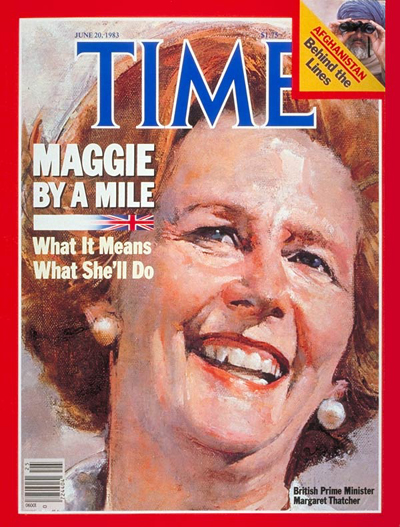 JUNE 20, 1983
$1.75
TIME
AFGHANISTAN
Behind the
Lines
MAGGIE
BY A MILE
What It Means
What She'll Do
British Prime Minister
Margaret Thatcher